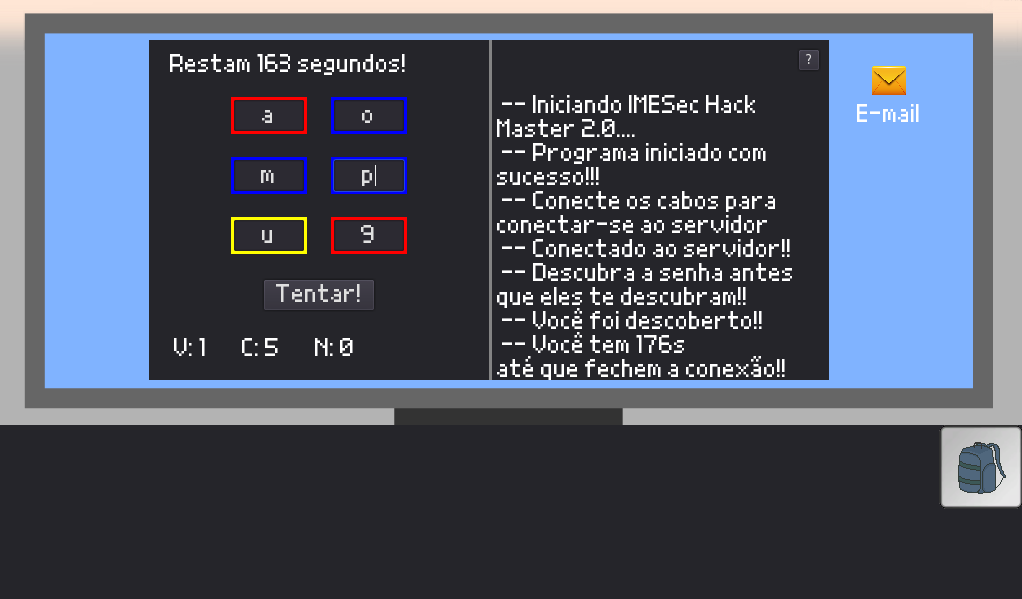 Restam 163 segundos!
a
o
m
p
u
9
Tentar!
V: 1 C: 5 N: 0
?
-- Iniciando IMESec Hack
Master 2.0....
-- Programa iniciado com
sucesso!!!
-- Conecte os cabos para
conectar-se ao servidor
-- Conectado ao servidor!!
-- Descubra a senha antes
que eles te descubram!!
-- Você foi descoberto!!
-- Você tem 176s
até que fechem a conexão!!
E-mail